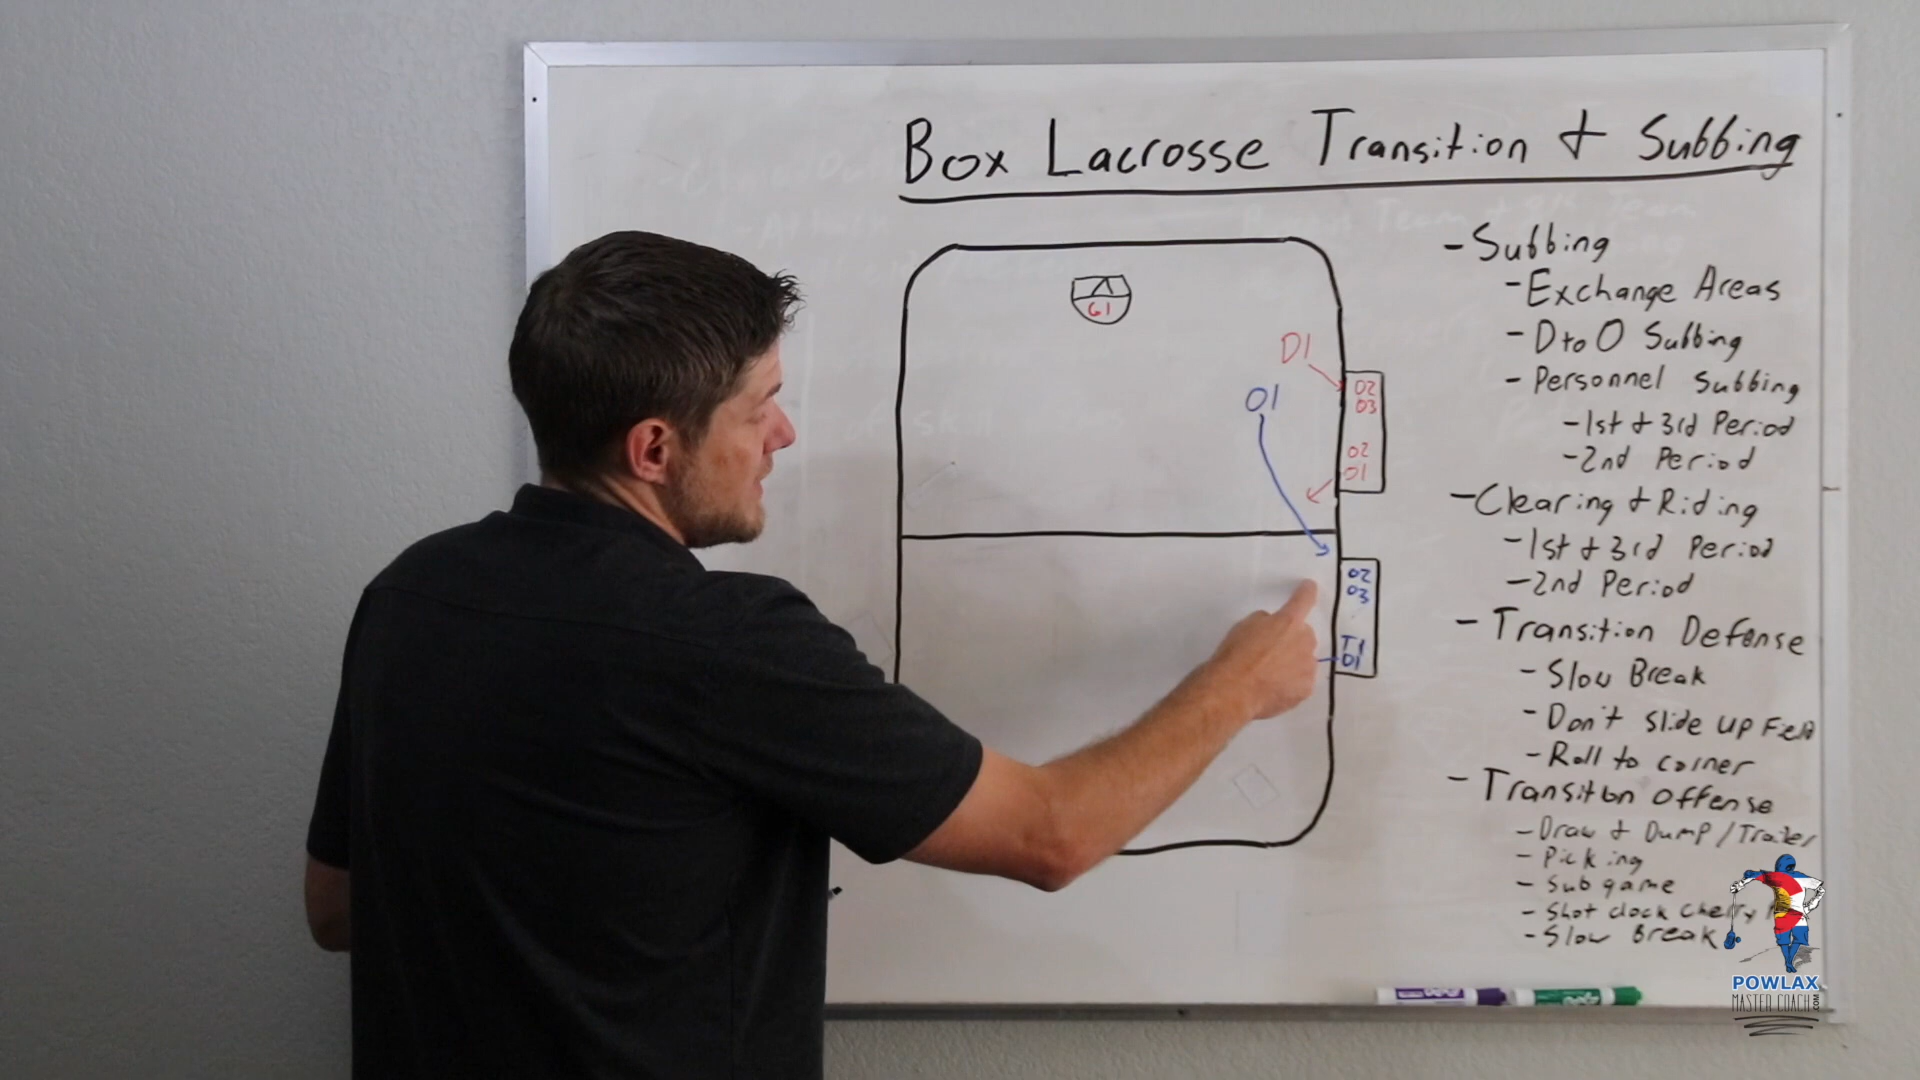 Box Lacrosse Transition & Subbing
- Subbing
- Exchange Areas
- D to O Subbing
- Personnel Subbing
- 1st & 3rd Period
- 2nd Period
- Clearing & Riding
- 1st & 3rd Period
- 2nd Period
- Transition Defense
- Slow Break
- Don't slide up Field
- Roll to corner
- Transition Offense
- Draw & Dump/Trailer
- Picking
- Sub game
- Shot clock Cherry
- Slow Break
G1
D1
O1
O2
O3
O2
O1
O2
O3
T1
D1
POWLAX
MASTER COACH.com